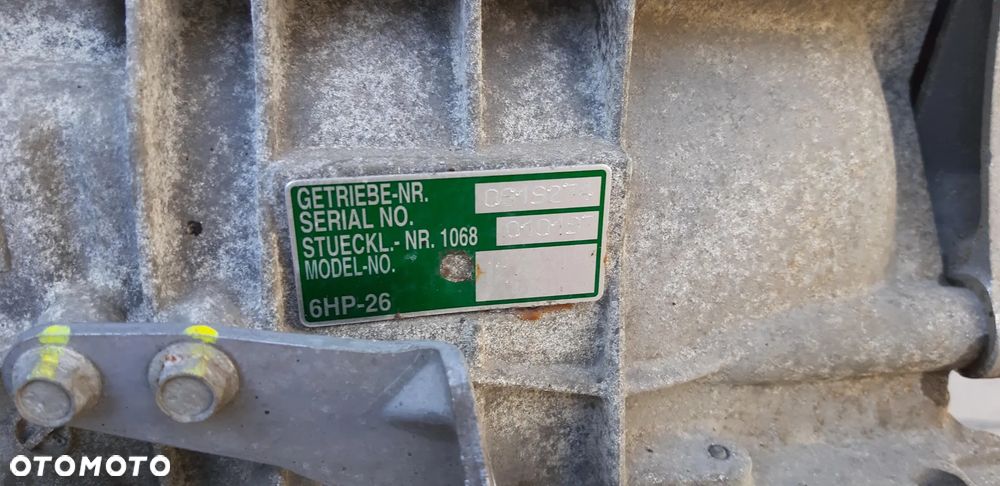 GETRIEBE-NR.
SERIAL NO.
STUECKL.- NR. 1068
MODEL-NO.
6HP-26
OTOMOTO